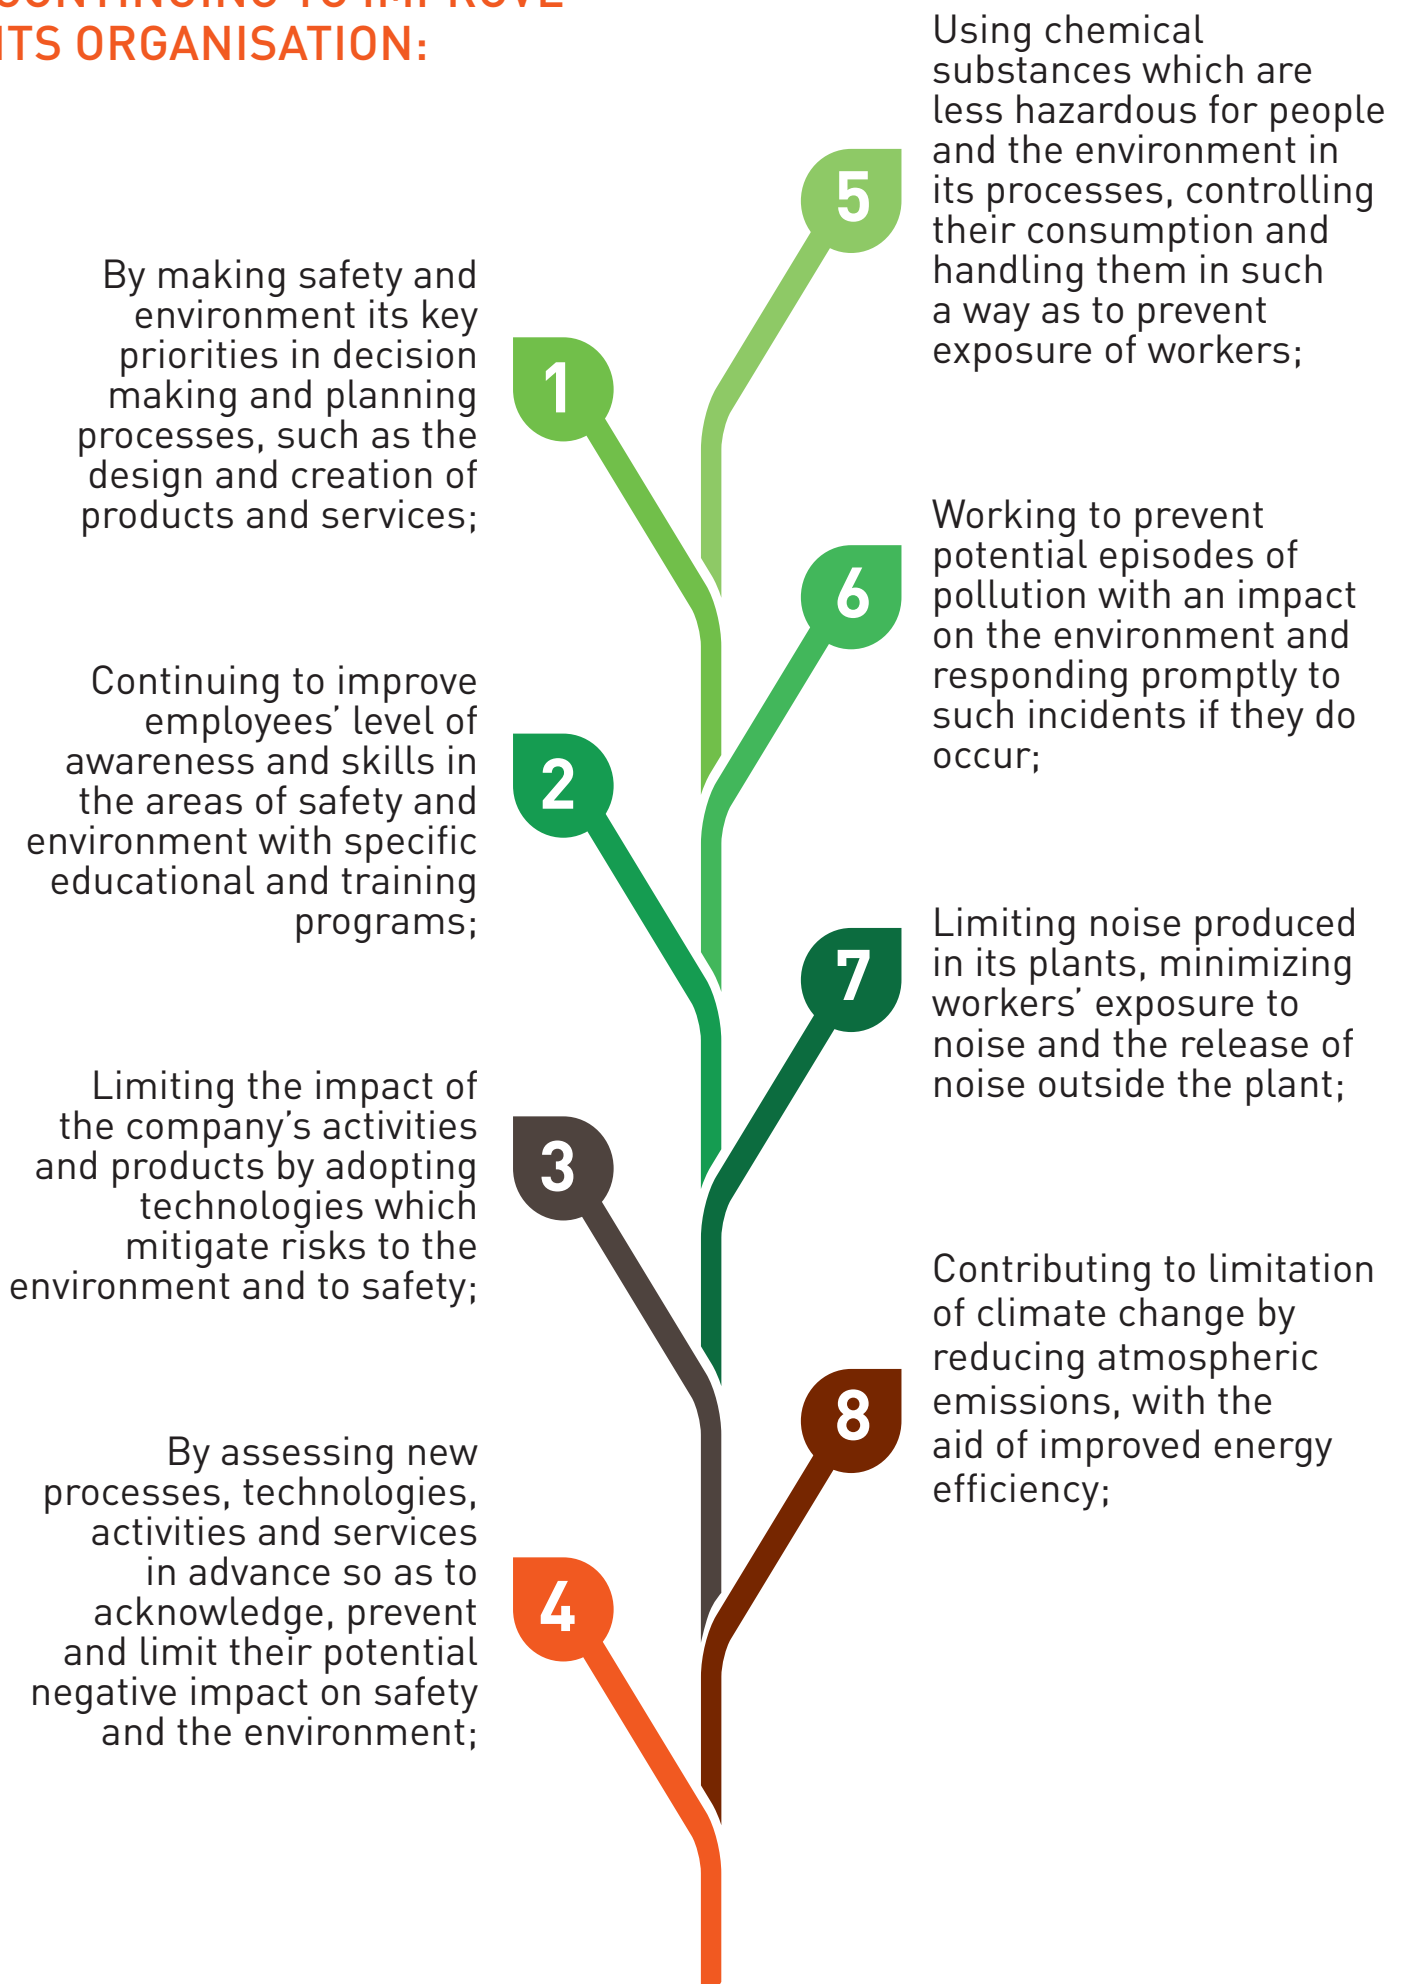 CONTINUING TO IMPROVE
ITS ORGANISATION:
By making safety and
environment its key
priorities in decision
making and planning
processes, such as the
design and creation of
products and services;
1
Continuing to improve
employees’ level of
awareness and skills in
the areas of safety and
environment with specific
educational and training
programs;
2
Limiting the impact of
the company’s activities
and products by adopting
technologies which
mitigate risks to the
environment and to safety;
3
By assessing new
processes, technologies,
activities and services
in advance so as to
acknowledge, prevent
and limit their potential
negative impact on safety
and the environment;
4
Using chemical
substances which are
less hazardous for people
and the environment in
its processes, controlling
their consumption and
handling them in such
a way as to prevent
exposure of workers;
5
Working to prevent
potential episodes of
pollution with an impact
on the environment and
responding promptly to
such incidents if they do
occur;
6
Limiting noise produced
in its plants, minimizing
workers’ exposure to
noise and the release of
noise outside the plant;
7
Contributing to limitation
of climate change by
reducing atmospheric
emissions, with the
aid of improved energy
efficiency;
8